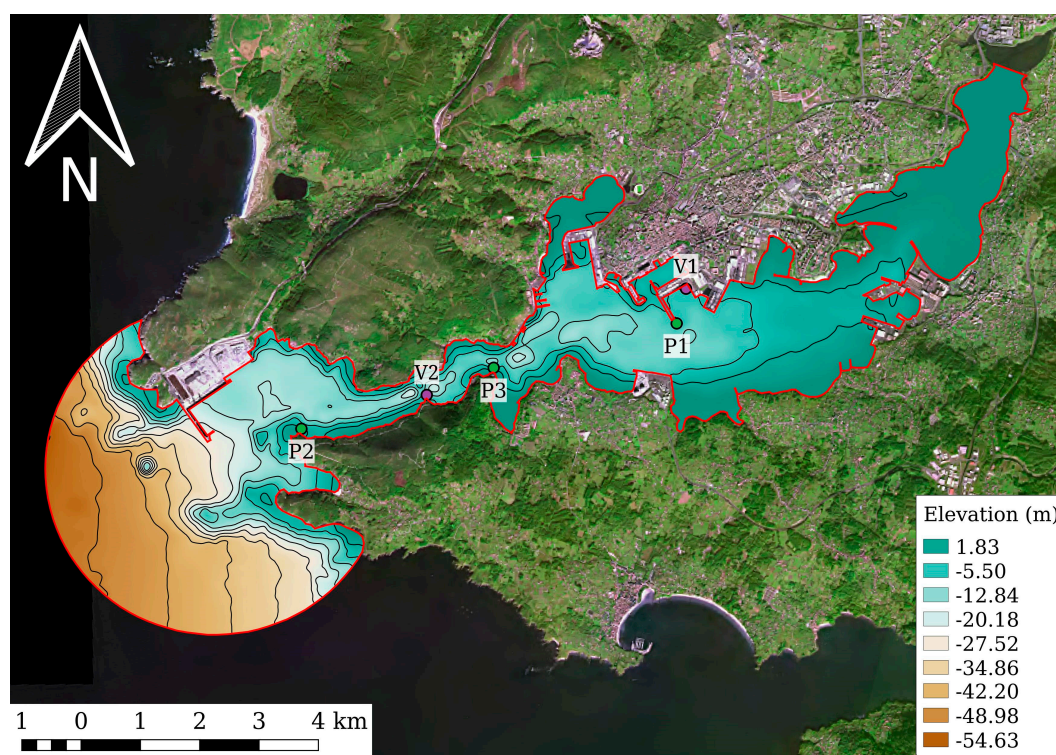 N
V1
P1
V2
P3
P2
Elevation (m)
1.83
-5.50
-12.84
-20.18
-27.52
-34.86
-42.20
-48.98
-54.63
1 0 1 2 3 4 km